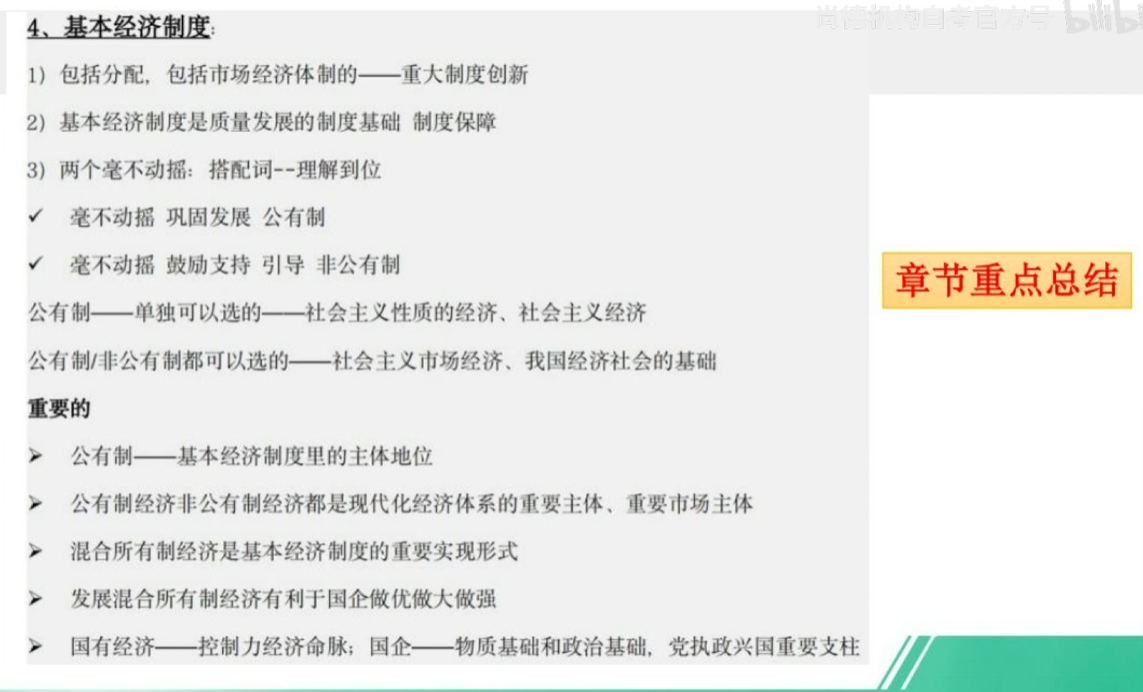 尚德机构自考官方号 bilibili
4、基本经济制度:
1）包括分配，包括市场经济体制的——重大制度创新
2）基本经济制度是质量发展的制度基础 制度保障
3）两个毫不动摇：搭配词--理解到位
✓ 毫不动摇 巩固发展 公有制
✓ 毫不动摇 鼓励支持 引导 非公有制
章节重点总结
公有制——单独可以选的——社会主义性质的经济、社会主义经济
公有制/非公有制都可以选的——社会主义市场经济、我国经济社会的基础
重要的
➢ 公有制——基本经济制度里的主体地位
➢ 公有制经济非公有制经济都是现代化经济体系的重要主体、重要市场主体
➢ 混合所有制经济是基本经济制度的重要实现形式
➢ 发展混合所有制经济有利于国企做优做大做强
➢ 国有经济——控制力经济命脉；国企——物质基础和政治基础，党执政兴国重要支柱